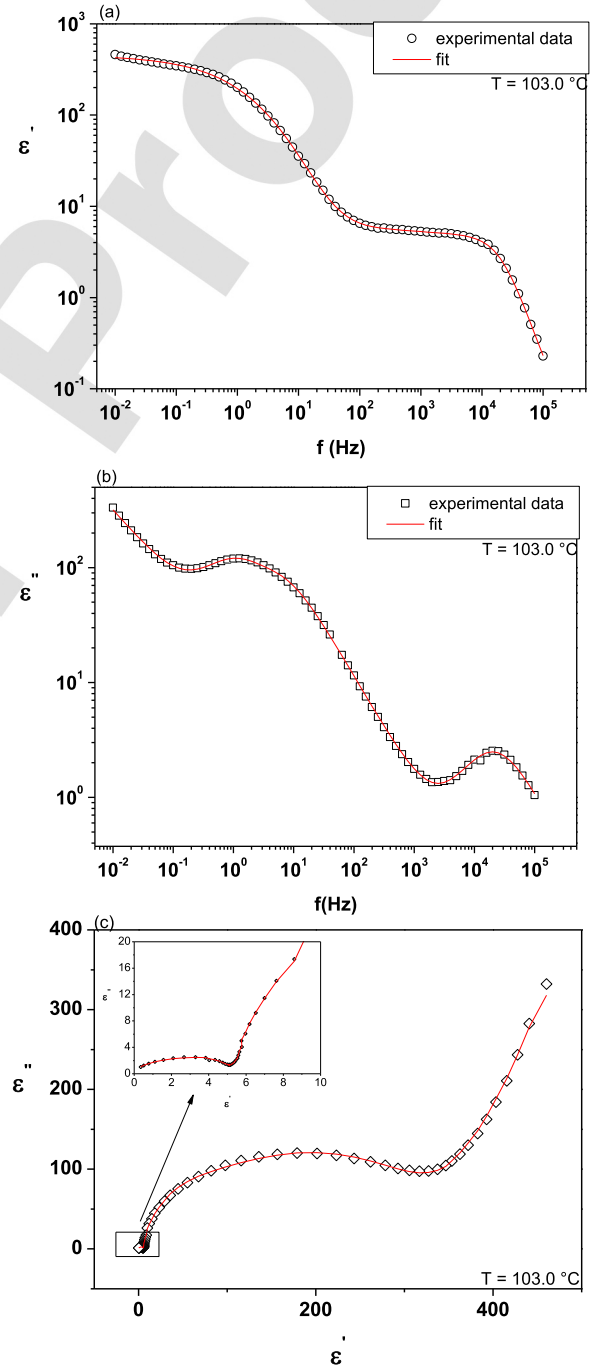 (a)
10³
experimental data
fit
T = 103.0 °C
10²
ε'
10¹
10⁰
10⁻¹
10⁻² 10⁻¹ 10⁰ 10¹ 10² 10³ 10⁴ 10⁵
f (Hz)
(b)
experimental data
fit
T = 103.0 °C
10²
ε"
10¹
10⁰
10⁻² 10⁻¹ 10⁰ 10¹ 10² 10³ 10⁴ 10⁵
f(Hz)
(c)
400
20
16
12
ε"
8
4
0
0 2 4 6 8 10
ε'
300
ε"
200
100
0
T = 103.0 °C
0 200 400
ε'